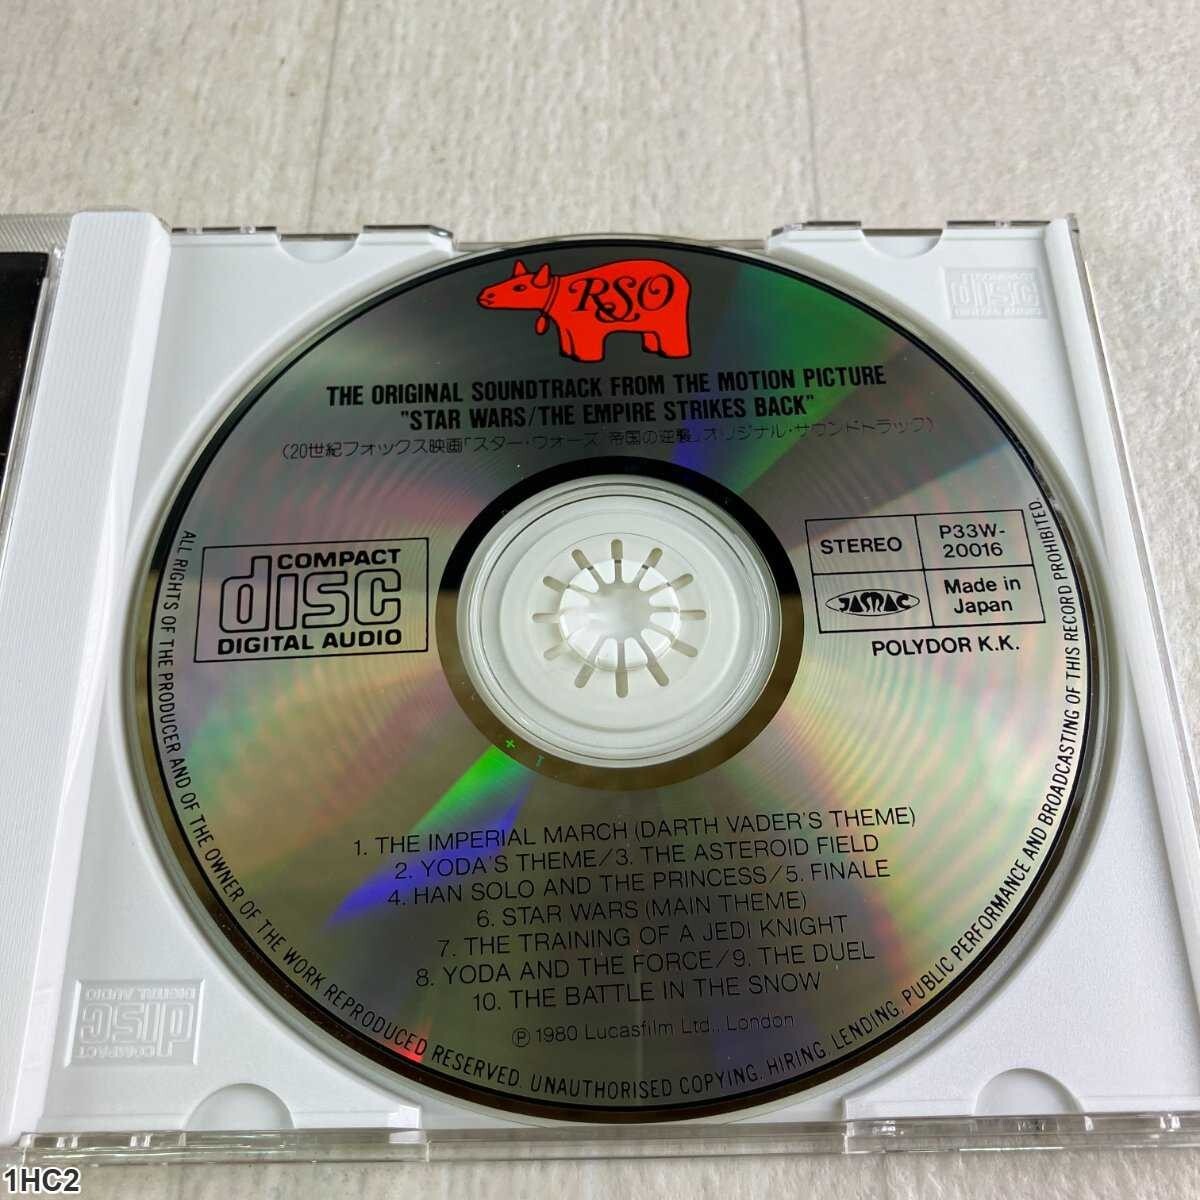 RSO
THE ORIGINAL SOUNDTRACK FROM THE MOTION PICTURE
"STAR WARS/THE EMPIRE STRIKES BACK"
(20世紀フォックス映画「スター・ウォーズ/帝国の逆襲」オリジナル・サウンドトラック)
COMPACT
disc
DIGITAL AUDIO
STEREO
P33W-
20016
JASRAC
Made in
Japan
POLYDOR K.K.
+ T
1. THE IMPERIAL MARCH (DARTH VADER'S THEME)
2. YODA'S THEME/3. THE ASTEROID FIELD
4. HAN SOLO AND THE PRINCESS/5. FINALE
6. STAR WARS (MAIN THEME)
7. THE TRAINING OF A JEDI KNIGHT
8. YODA AND THE FORCE/9. THE DUEL
10. THE BATTLE IN THE SNOW
℗ 1980 Lucasfilm Ltd., London
ALL RIGHTS OF THE PRODUCER AND OF THE OWNER OF THE WORK REPRODUCED RESERVED. UNAUTHORISED COPYING, HIRING, LENDING, PUBLIC PERFORMANCE AND BROADCASTING OF THIS RECORD PROHIBITED.
COMPACT
disc
DIGITAL AUDIO
COMPACT
disc
DIGITAL AUDIO
1HC2